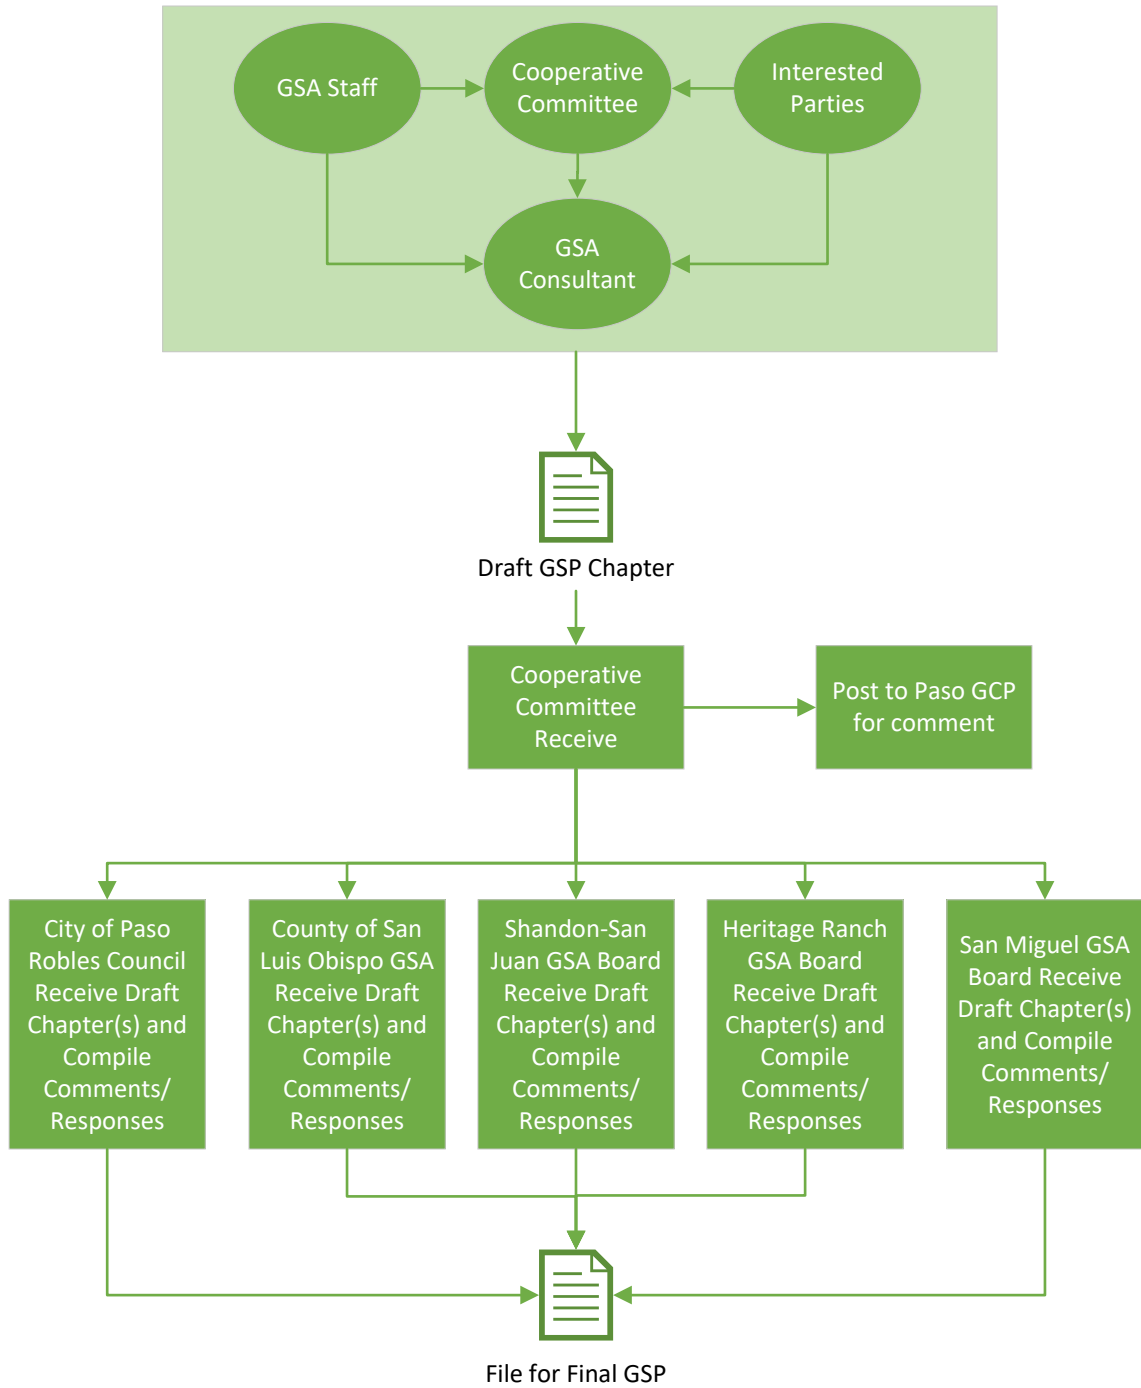 GSA Staff
Cooperative
Committee
Interested
Parties
GSA
Consultant
Draft GSP Chapter
Cooperative
Committee
Receive
Post to Paso GCP
for comment
City of Paso
Robles Council
Receive Draft
Chapter(s) and
Compile
Comments/
Responses
County of San
Luis Obispo GSA
Receive Draft
Chapter(s) and
Compile
Comments/
Responses
Shandon-San
Juan GSA Board
Receive Draft
Chapter(s) and
Compile
Comments/
Responses
Heritage Ranch
GSA Board
Receive Draft
Chapter(s) and
Compile
Comments/
Responses
San Miguel GSA
Board Receive
Draft Chapter(s)
and Compile
Comments/
Responses
File for Final GSP